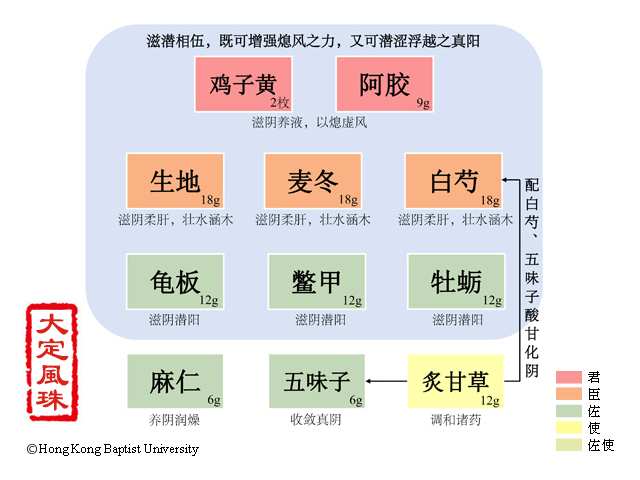 滋潜相伍，既可增强熄风之力，又可潜涩浮越之真阳
鸡子黄
2枚
阿胶
9g
滋阴养液，以熄虚风
生地
18g
麦冬
18g
白芍
18g
滋阴柔肝，壮水涵木
滋阴柔肝，壮水涵木
滋阴柔肝，壮水涵木
龟板
12g
鳖甲
12g
牡蛎
12g
滋阴潜阳
滋阴潜阳
滋阴潜阳
麻仁
6g
五味子
6g
炙甘草
12g
养阴润燥
收敛真阴
调和诸药
配白芍、五味子酸甘化阴
大定風珠
君
臣
佐
使
佐使
©Hong Kong Baptist University